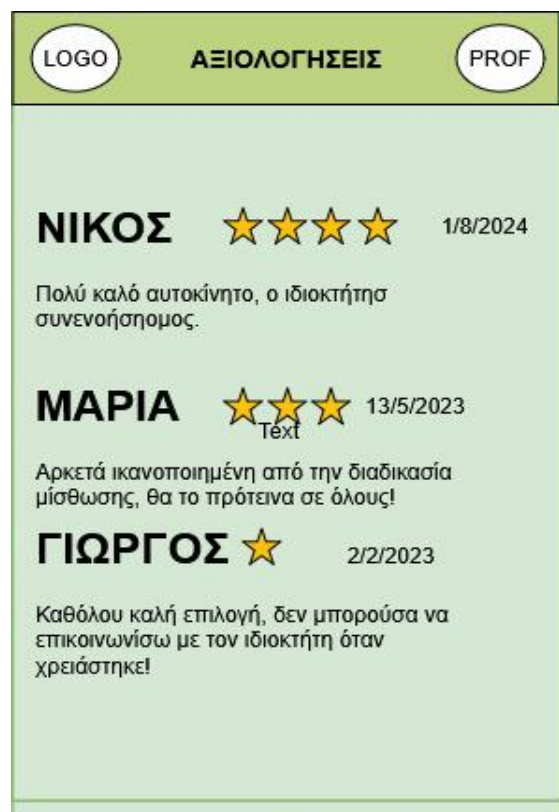 LOGO ΑΞΙΟΛΟΓΗΣΕΙΣ PROF
ΝΙΚΟΣ 1/8/2024
Πολύ καλό αυτοκίνητο, ο ιδιοκτήτησ
συνενοήσηομος.
ΜΑΡΙΑ 13/5/2023
Text
Αρκετά ικανοποιημένη από την διαδικασία
μίσθωσης, θα το πρότεινα σε όλους!
ΓΙΩΡΓΟΣ 2/2/2023
Καθόλου καλή επιλογή, δεν μπορούσα να
επικοινωνίσω με τον ιδιοκτήτη όταν
χρειάστηκε!